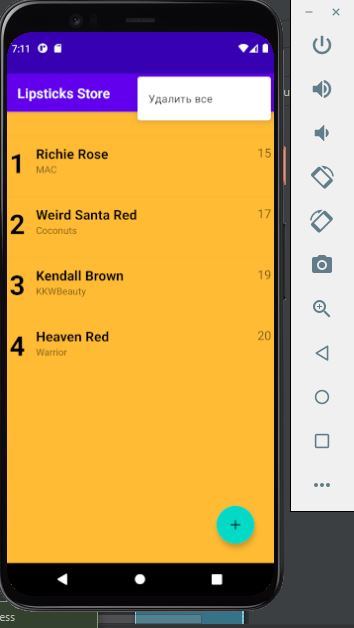 7:11
Lipsticks Store
Удалить все
1
Richie Rose
15
MAC
2
Weird Santa Red
17
Coconuts
3
Kendall Brown
19
KKWBeauty
4
Heaven Red
20
Warrior
+
ess